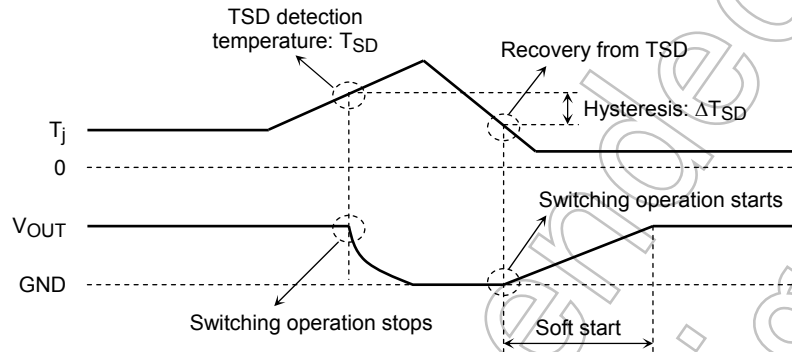 TSD detection
temperature: TSD
Recovery from TSD
Hysteresis: ΔTSD
Tj
0
Switching operation starts
VOUT
GND
Switching operation stops
Soft start